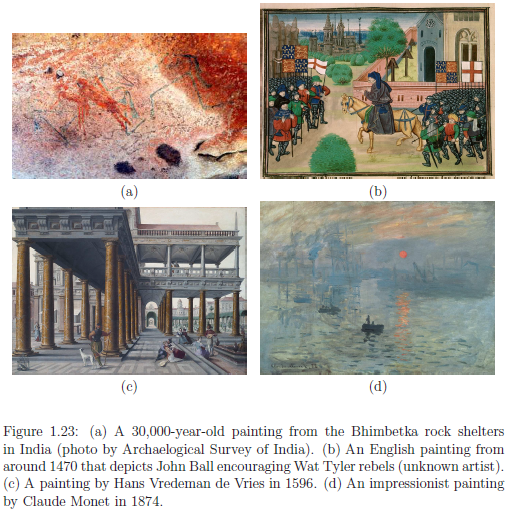 (a)
(b)
(c)
(d)
Figure 1.23: (a) A 30,000-year-old painting from the Bhimbetka rock shelters
in India (photo by Archaelogical Survey of India). (b) An English painting from
around 1470 that depicts John Ball encouraging Wat Tyler rebels (unknown artist).
(c) A painting by Hans Vredeman de Vries in 1596. (d) An impressionist painting
by Claude Monet in 1874.